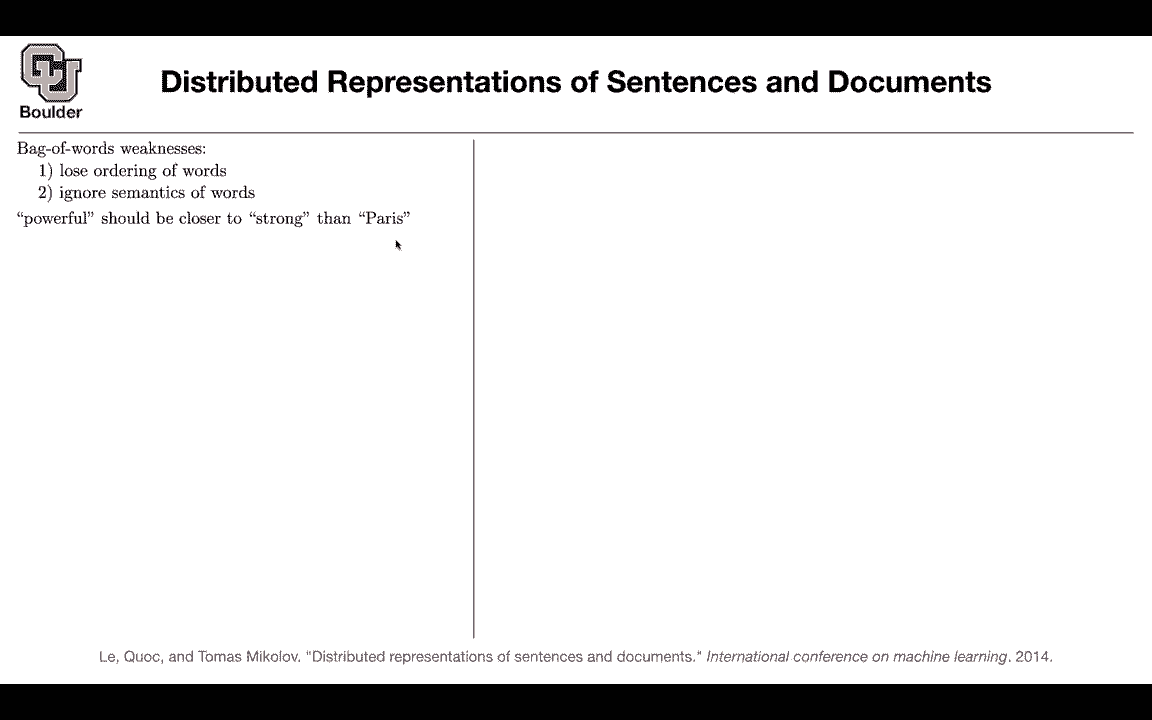 CU
Boulder
Distributed Representations of Sentences and Documents
Bag-of-words weaknesses:
1) lose ordering of words
2) ignore semantics of words
“powerful” should be closer to “strong” than “Paris”
Le, Quoc, and Tomas Mikolov. "Distributed representations of sentences and documents." International conference on machine learning. 2014.